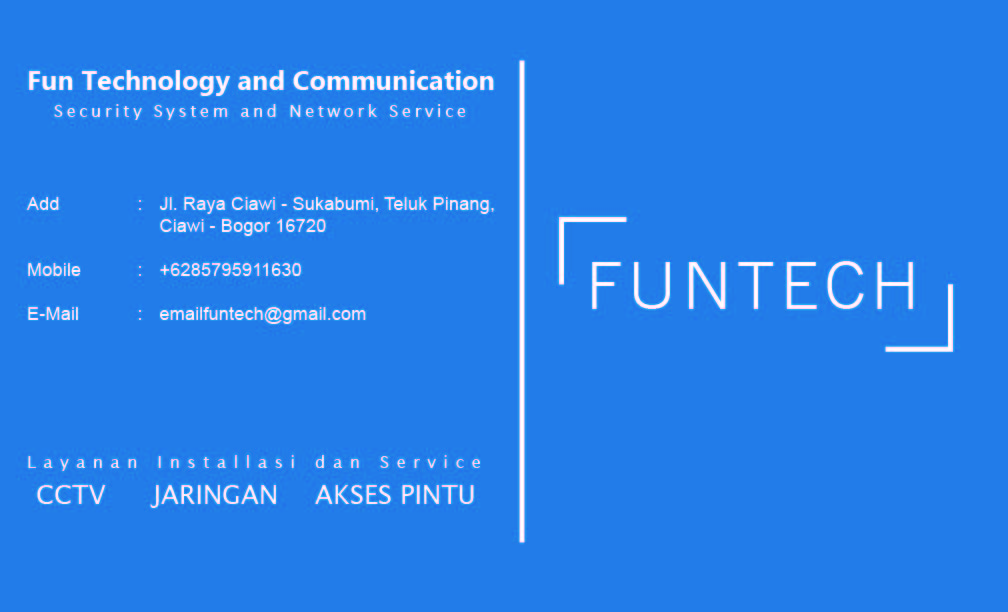 Fun Technology and Communication
Security System and Network Service
Add : Jl. Raya Ciawi - Sukabumi, Teluk Pinang,
Ciawi - Bogor 16720
Mobile : +6285795911630
E-Mail : emailfuntech@gmail.com
Layanan Installasi dan Service
CCTV JARINGAN AKSES PINTU
FUNTECH